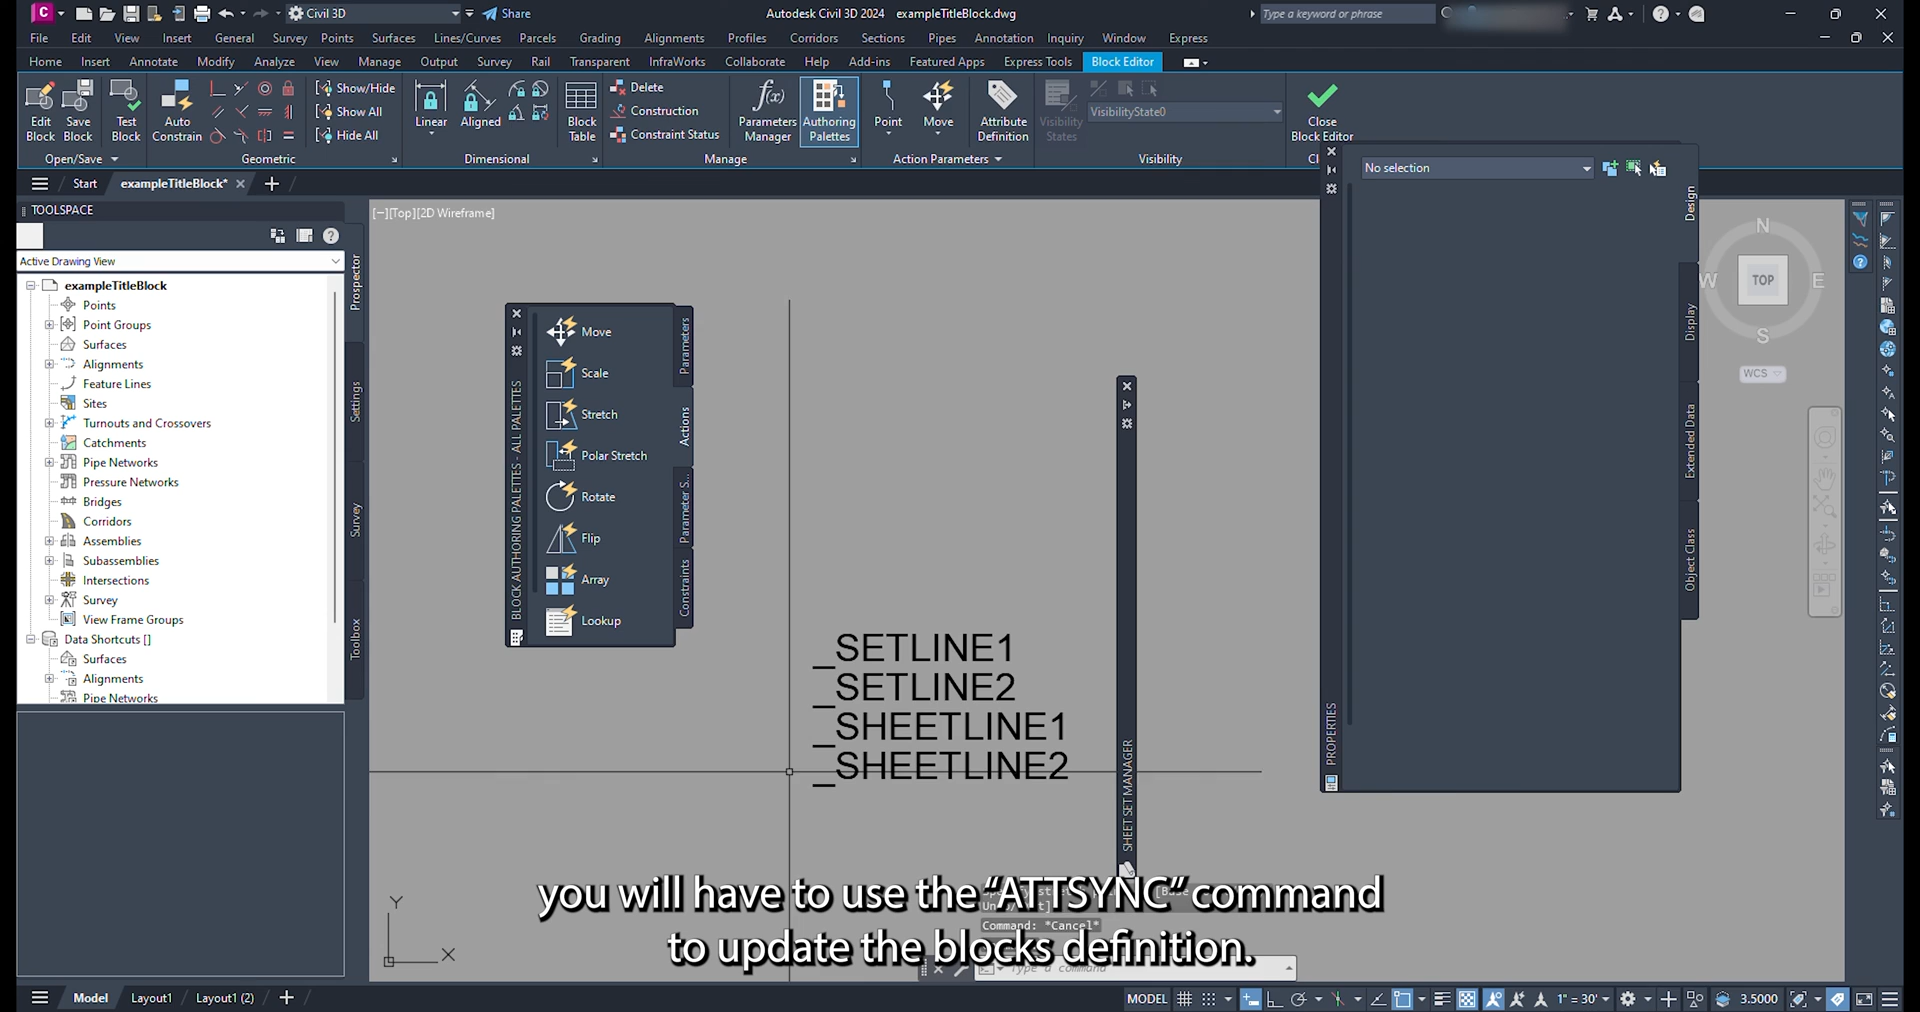 C Civil 3D Share Autodesk Civil 3D 2024 exampleTitleBlock.dwg Type a keyword or phrase
File Edit View Insert General Survey Points Surfaces Lines/Curves Parcels Grading Alignments Profiles Corridors Sections Pipes Annotation Inquiry Window Express
Home Insert Annotate Modify Analyze View Manage Output Survey Rail Transparent InfraWorks Collaborate Help Add-ins Featured Apps Express Tools Block Editor
Edit Block
Save Block
Test Block
Open/Save
Auto Constrain
Show/Hide
Show All
Hide All
Geometric
Linear
Aligned
Dimensional
Block Table
Delete
Construction
Constraint Status
Parameters Manager
Authoring Palettes
Manage
Point
Move
Action Parameters
Attribute Definition
Visibility States
VisibilityState0
Visibility
Close Block Editor
Start exampleTitleBlock*
TOOLSPACE
Active Drawing View
exampleTitleBlock
Points
Point Groups
Surfaces
Alignments
Feature Lines
Sites
Turnouts and Crossovers
Catchments
Pipe Networks
Pressure Networks
Bridges
Corridors
Assemblies
Subassemblies
Intersections
Survey
View Frame Groups
Data Shortcuts []
Surfaces
Alignments
Pipe Networks
Prospector
Settings
Survey
Toolbox
[−][Top][2D Wireframe]
BLOCK AUTHORING PALETTES - ALL PALETTES
Move
Scale
Stretch
Polar Stretch
Rotate
Flip
Array
Lookup
Parameters
Actions
Parameter S...
Constraints
_SETLINE1
_SETLINE2
_SHEETLINE1
_SHEETLINE2
SHEET SET MANAGER
No selection
PROPERTIES
Design
Display
Extended Data
Object Class
N
W TOP E
S
WCS
Y
X
Command: *Cancel*
Type a command
you will have to use the “ATTSYNC” command
to update the blocks definition.
Model Layout1 Layout1 (2) MODEL 1" = 30' 3.5000